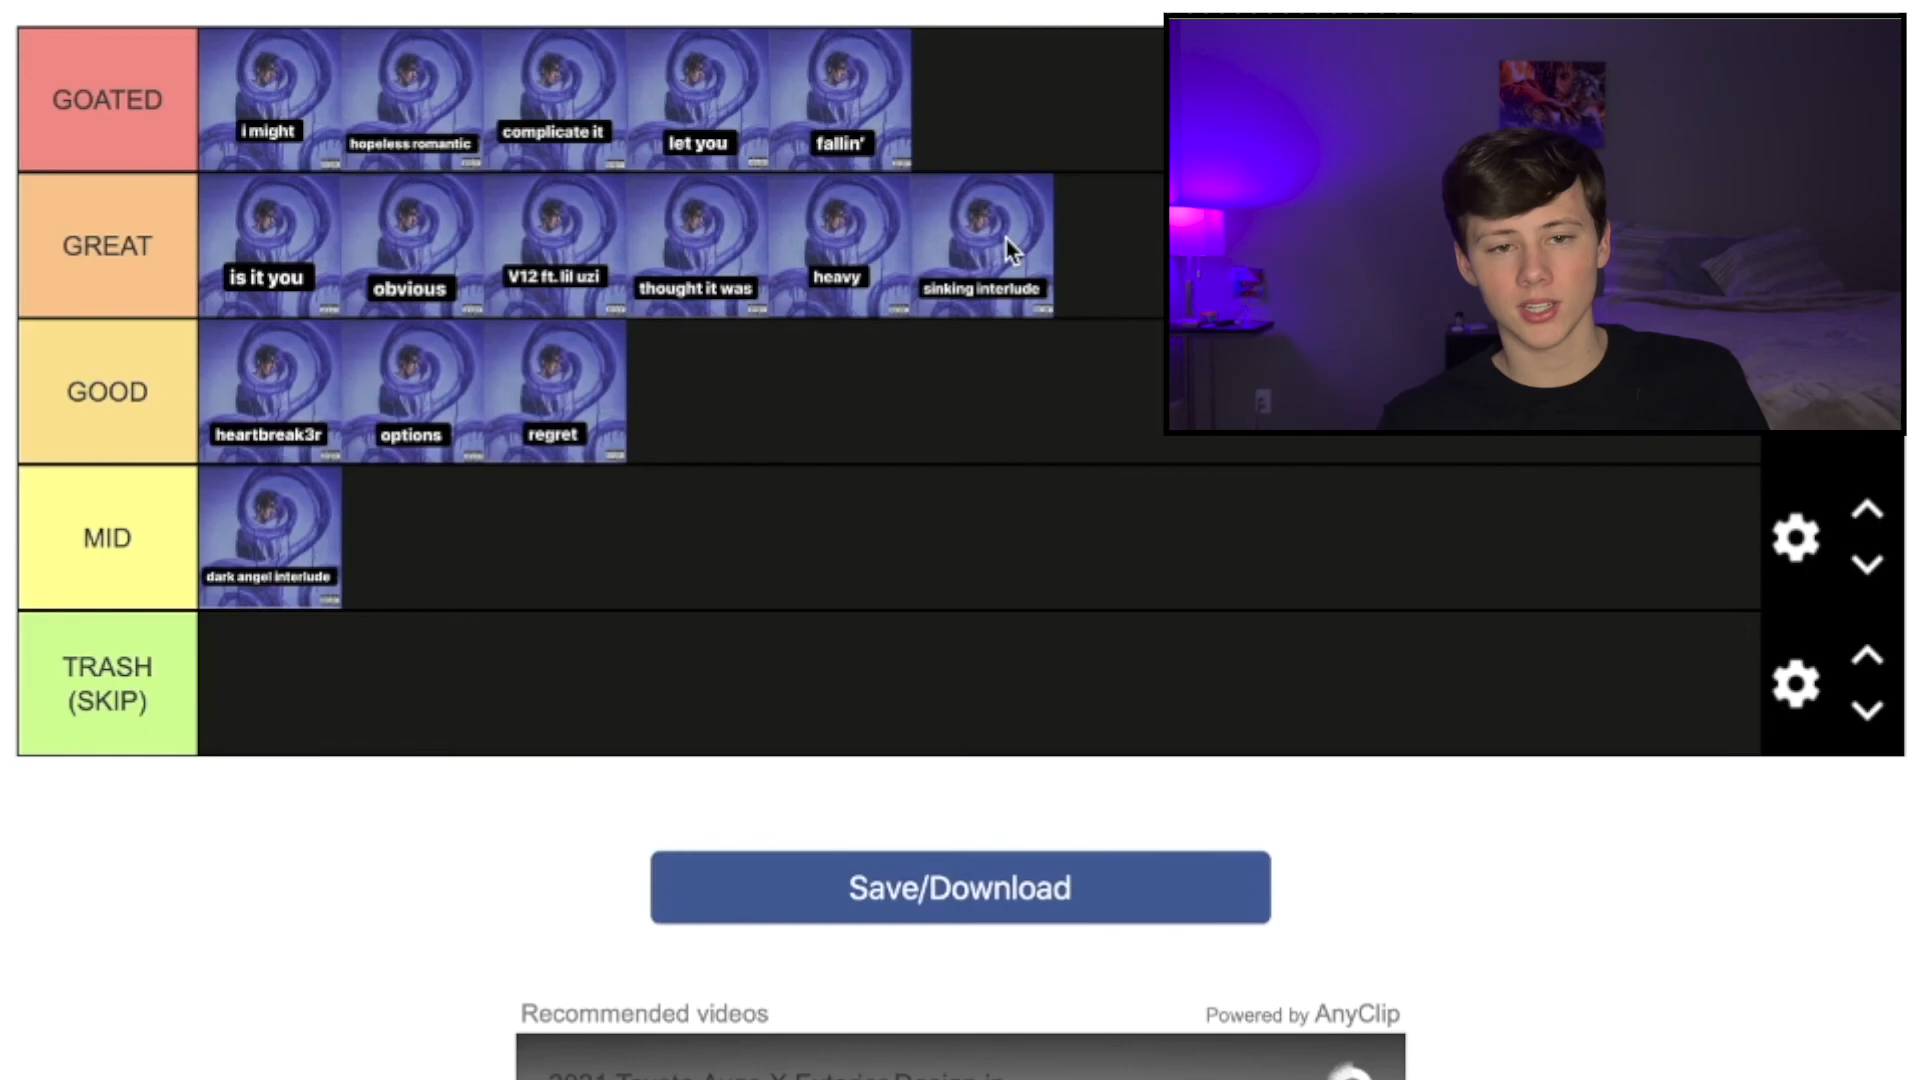 GOATED
i might
hopeless romantic
complicate it
let you
fallin'
GREAT
is it you
obvious
V12 ft. lil uzi
thought it was
heavy
sinking interlude
GOOD
heartbreak3r
options
regret
MID
dark angel interlude
TRASH
(SKIP)
Save/Download
Recommended videos
Powered by AnyClip